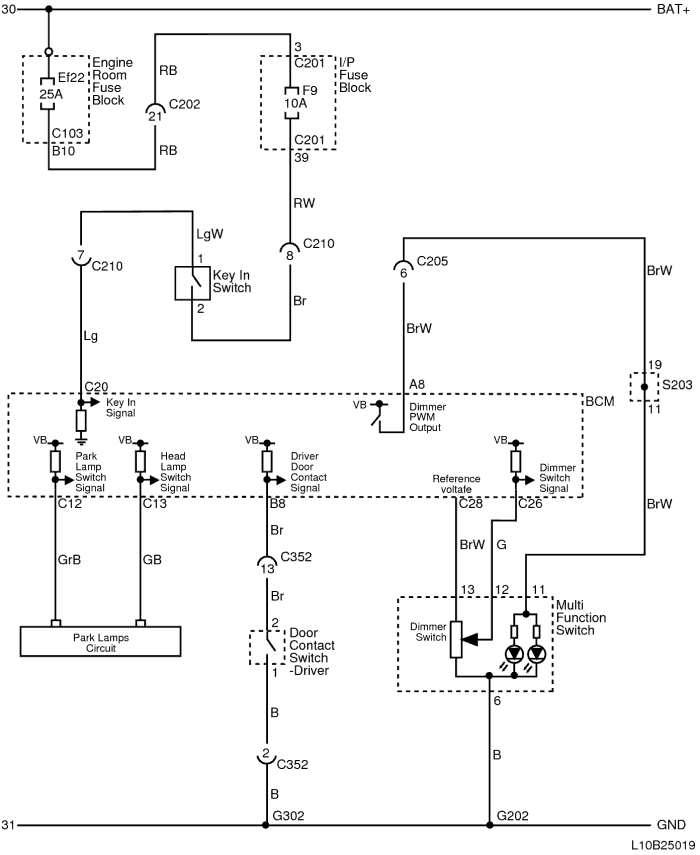 30
BAT+
Engine
Room
Fuse
Block
Ef22
25A
C103
B10
RB
C202
21
RB
3
C201
I/P
Fuse
Block
F9
10A
C201
39
RW
C210
8
Br
LgW
1
Key In
Switch
2
7
C210
Lg
C205
6
BrW
BrW
19
S203
11
BrW
C20
Key In
Signal
A8
VB
Dimmer
PWM
Output
BCM
VB
Park
Lamp
Switch
Signal
VB
Head
Lamp
Switch
Signal
VB
Driver
Door
Contact
Signal
Reference
voltate
VB
Dimmer
Switch
Signal
C12
C13
B8
C28
C26
GrB
GB
Park Lamps
Circuit
Br
C352
13
Br
2
Door
Contact
Switch
-Driver
1
B
2
C352
B
BrW
G
13
12
11
Multi
Function
Switch
Dimmer
Switch
6
B
31
G302
G202
GND
L10B25019